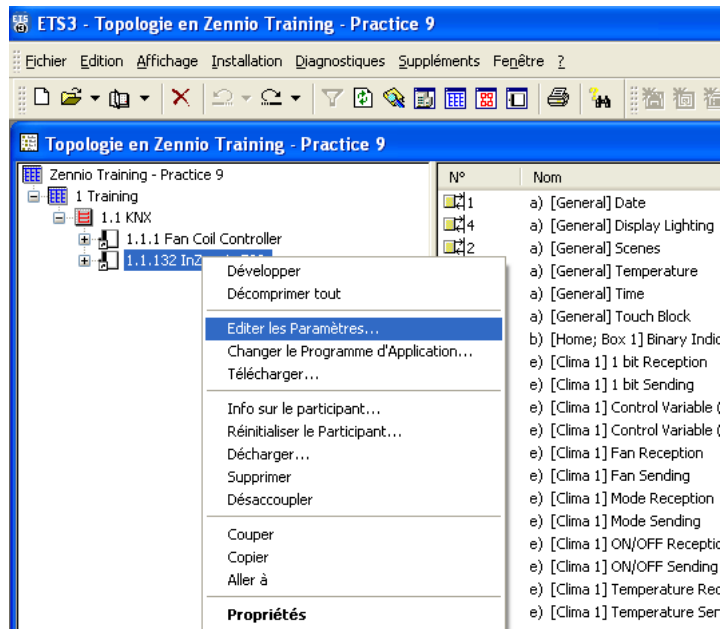 ETS3 - Topologie en Zennio Training - Practice 9
Fichier Edition Affichage Installation Diagnostiques Suppléments Fenêtre ?
Topologie en Zennio Training - Practice 9
Zennio Training - Practice 9
1 Training
1.1 KNX
1.1.1 Fan Coil Controller
1.1.132
Développer
Décomprimer tout
Editer les Paramètres...
Changer le Programme d'Application...
Télécharger...
Info sur le participant...
Réinitialiser le Participant...
Décharger...
Supprimer
Désaccoupler
Couper
Copier
Aller à
Propriétés
N° Nom
1 a) [General] Date
4 a) [General] Display Lighting
2 a) [General] Scenes
a) [General] Temperature
a) [General] Time
a) [General] Touch Block
b) [Home; Box 1] Binary
e) [Clima 1] 1 bit Reception
e) [Clima 1] 1 bit Sending
e) [Clima 1] Control Variable (
e) [Clima 1] Control Variable (
e) [Clima 1] Fan Reception
e) [Clima 1] Fan Sending
e) [Clima 1] Mode Reception
e) [Clima 1] Mode Sending
e) [Clima 1] ON/OFF
e) [Clima 1] ON/OFF Sending
e) [Clima 1] Temperature
e) [Clima 1] Temperature